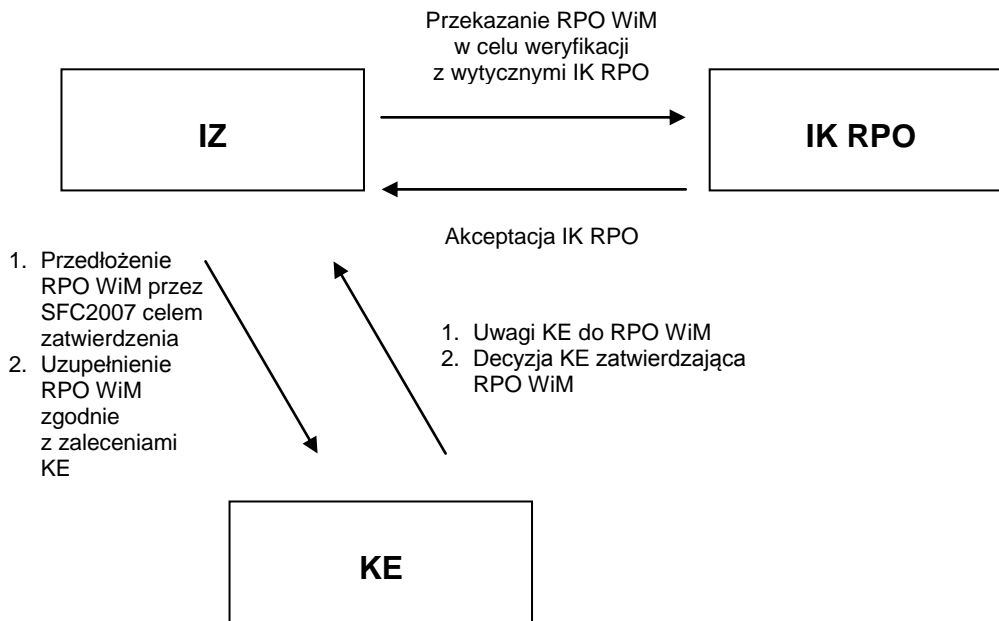 Przekazanie RPO WiM
w celu weryfikacji
z wytycznymi IK RPO
IZ
IK RPO
Akceptacja IK RPO
1. Przedłożenie
RPO WiM przez
SFC2007 celem
zatwierdzenia
2. Uzupełnienie
RPO WiM
zgodnie
z zaleceniami
KE
1. Uwagi KE do RPO WiM
2. Decyzja KE zatwierdzająca
RPO WiM
KE